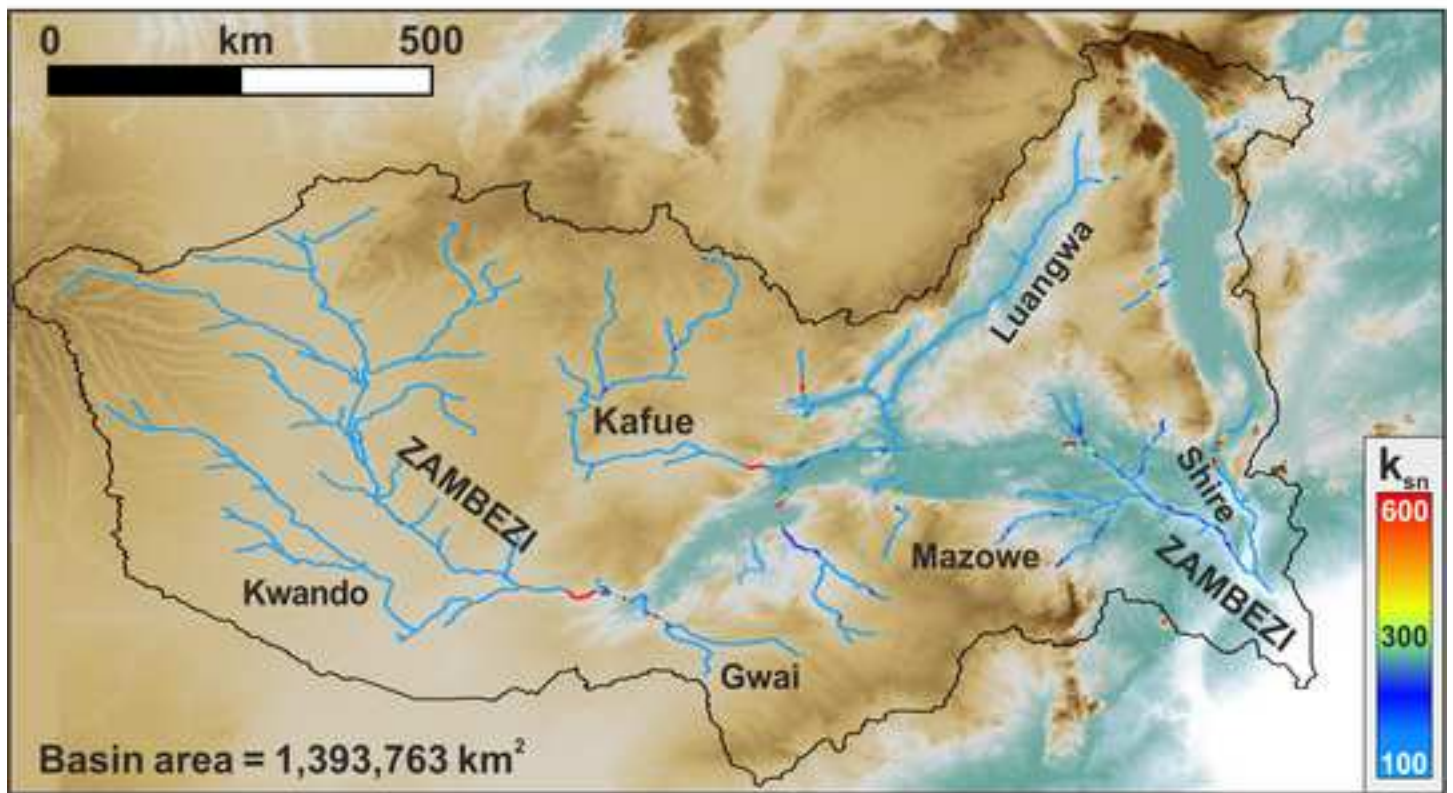 0 km 500
Luangwa
Kafue
ZAMBEZI
Shire
k_sn
600
Mazowe
ZAMBEZI
Kwando
300
Gwai
Basin area = 1,393,763 km²
100